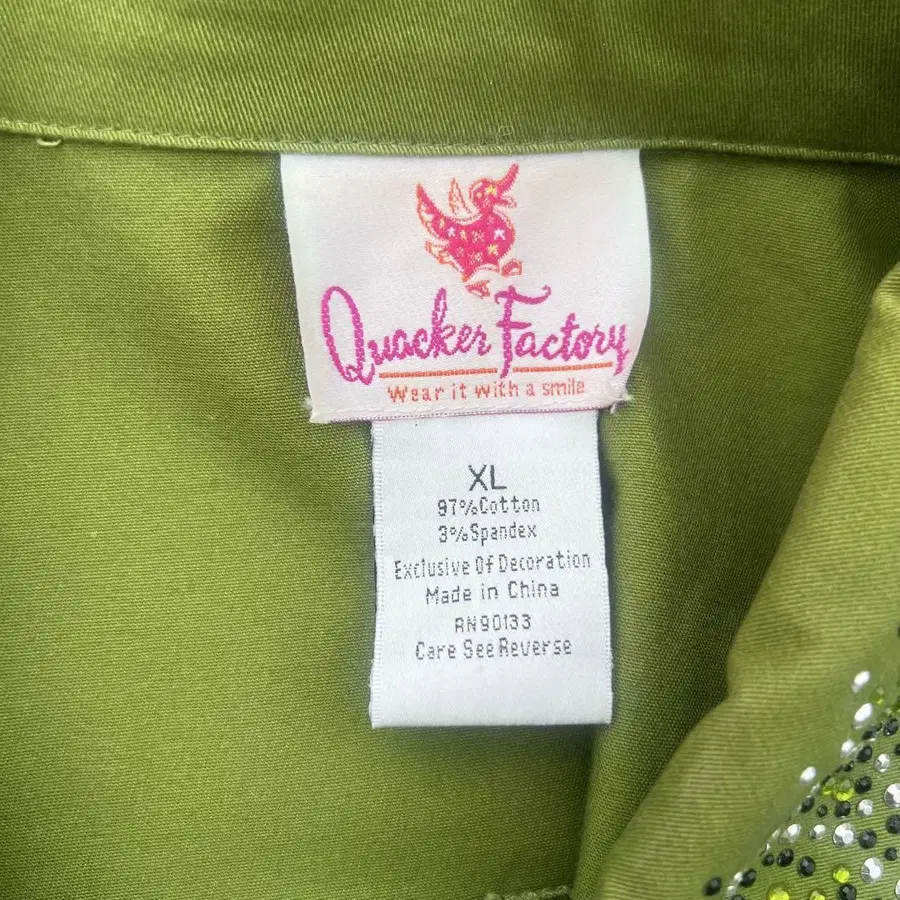 Quacker Factory
Wear it with a smile
XL
97%Cotton
3%Spandex
Exclusive Of Decoration
Made in China
RN90133
Care See Reverse